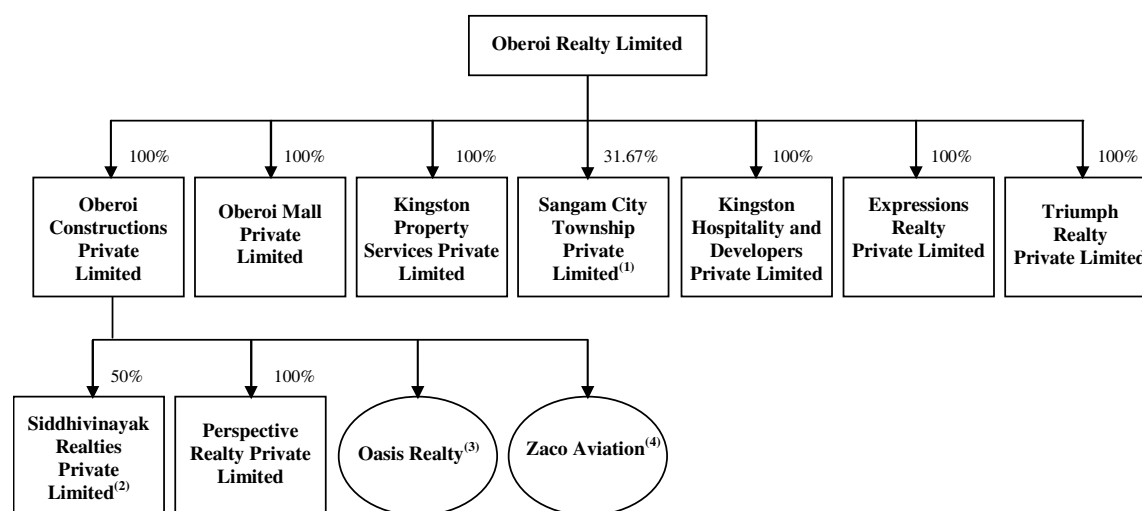 Oberoi Realty Limited
100%
100%
100%
31.67%
100%
100%
100%
Oberoi
Constructions
Private
Limited
Oberoi Mall
Private
Limited
Kingston
Property
Services Private
Limited
Sangam City
Township
Private
Limited(1)
Kingston
Hospitality and
Developers
Private Limited
Expressions
Realty
Private Limited
Triumph
Realty
Private Limited
50%
100%
Siddhivinayak
Realties
Private
Limited(2)
Perspective
Realty Private
Limited
Oasis Realty(3)
Zaco Aviation(4)